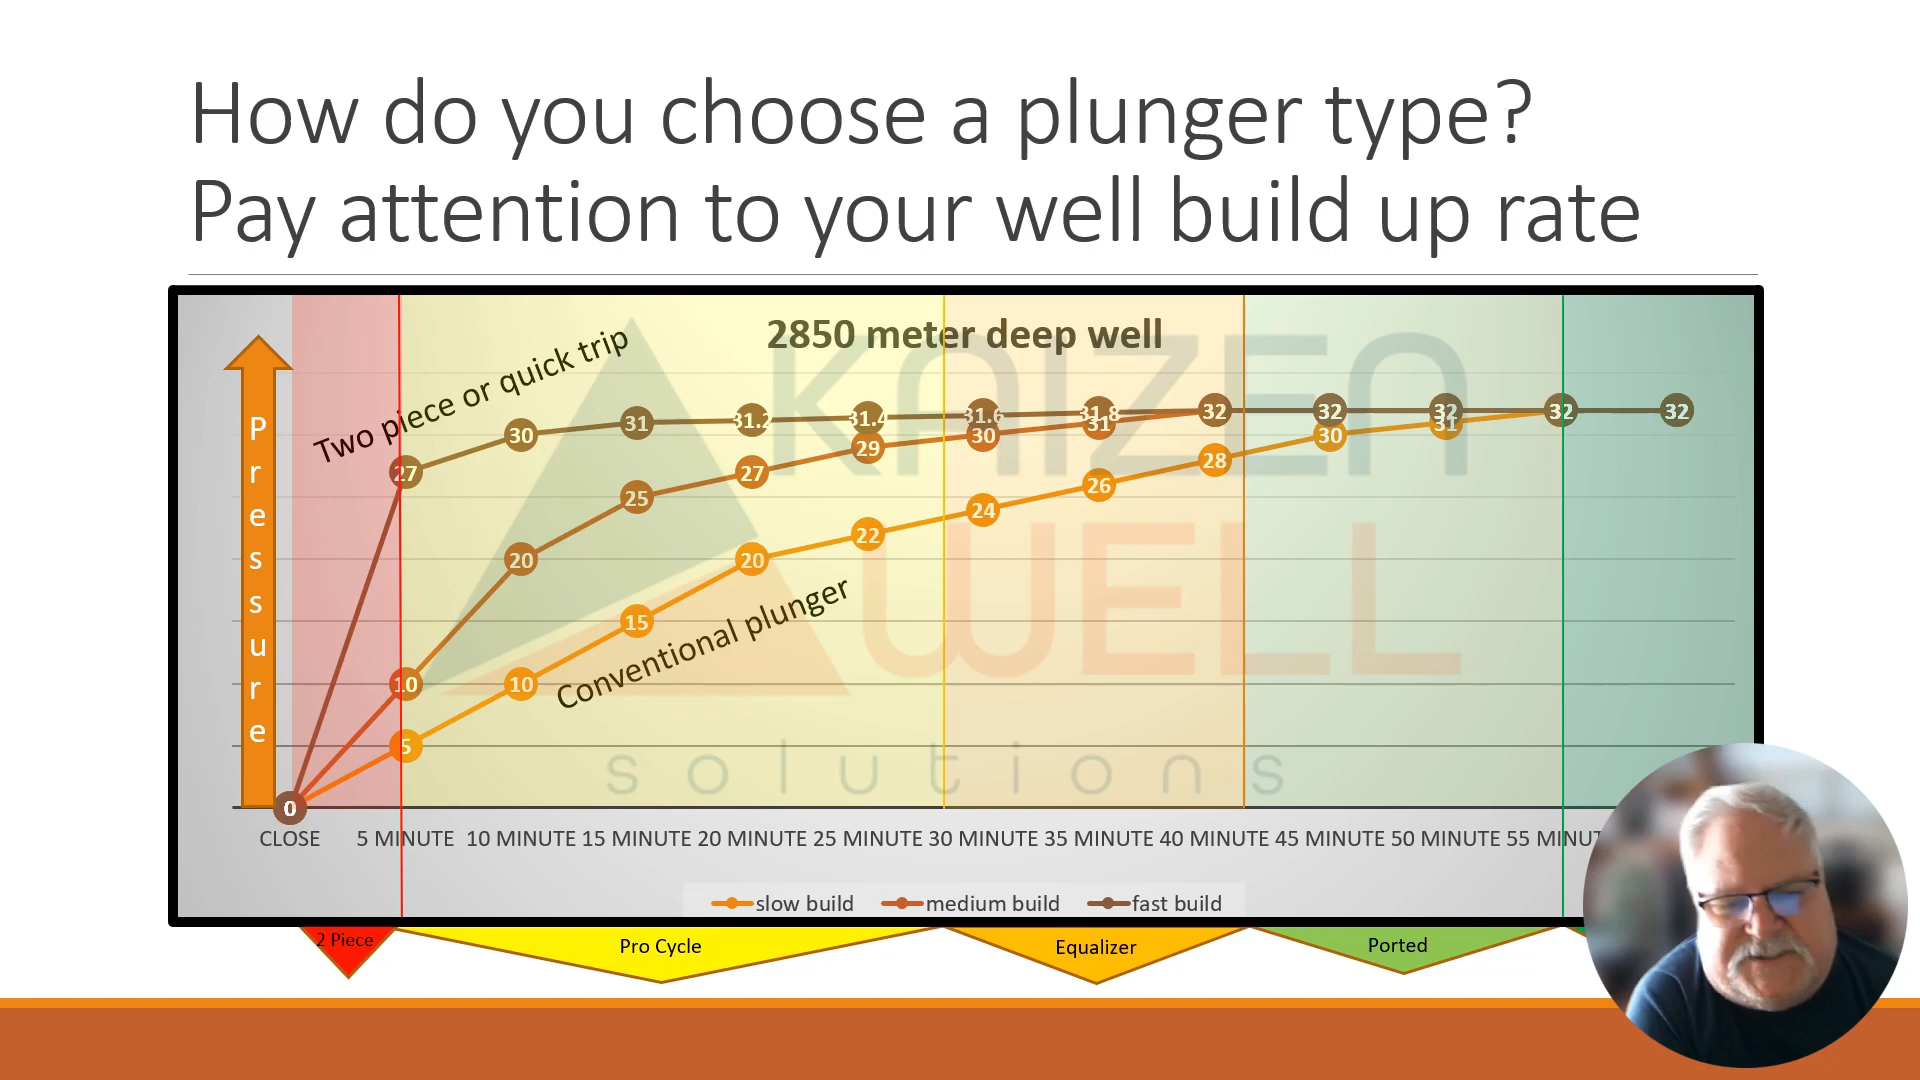 How do you choose a plunger type?
Pay attention to your well build up rate
2850 meter deep well
Two piece or quick trip
Conventional plunger
Pressure
KAIZEN
WELL
solutions
27 30 31 31.2 31.4 31.6 31.8 32 32 32 32 32
10 20 25 27 29 30 31
5 10 15 20 22 24 26 28 30 31
0
CLOSE 5 MINUTE 10 MINUTE 15 MINUTE 20 MINUTE 25 MINUTE 30 MINUTE 35 MINUTE 40 MINUTE 45 MINUTE 50 MINUTE 55 MINUT
slow build medium build fast build
2 Piece Pro Cycle Equalizer Ported